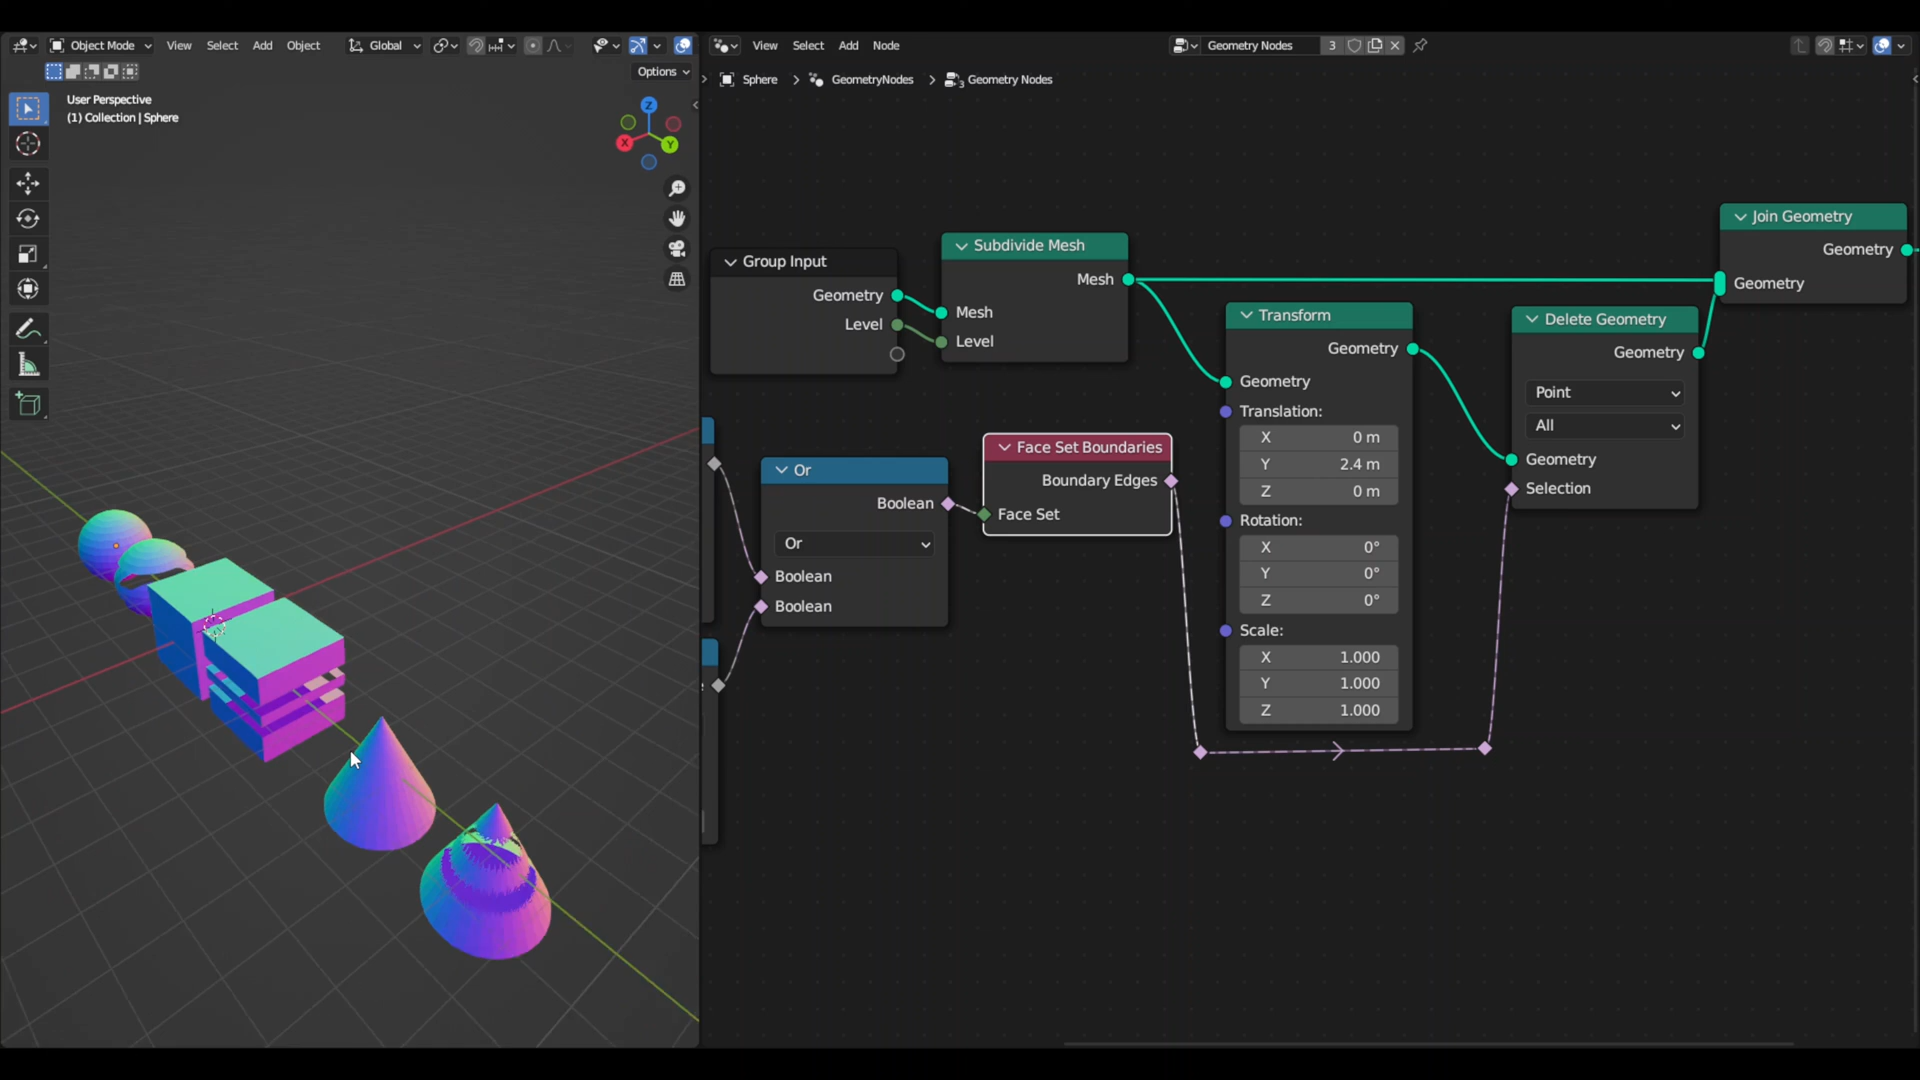 Object Mode View Select Add Object Global
Options
User Perspective
(1) Collection | Sphere
Z
X
Y
View Select Add Node
Geometry Nodes 3
Sphere > GeometryNodes > 3 Geometry Nodes
Group Input
Geometry
Level
Subdivide Mesh
Mesh
Mesh
Level
Or
Boolean
Or
Boolean
Boolean
Face Set Boundaries
Boundary Edges
Face Set
Transform
Geometry
Geometry
Translation:
X 0 m
Y 2.4 m
Z 0 m
Rotation:
X 0°
Y 0°
Z 0°
Scale:
X 1.000
Y 1.000
Z 1.000
Delete Geometry
Geometry
Point
All
Geometry
Selection
Join Geometry
Geometry
Geometry